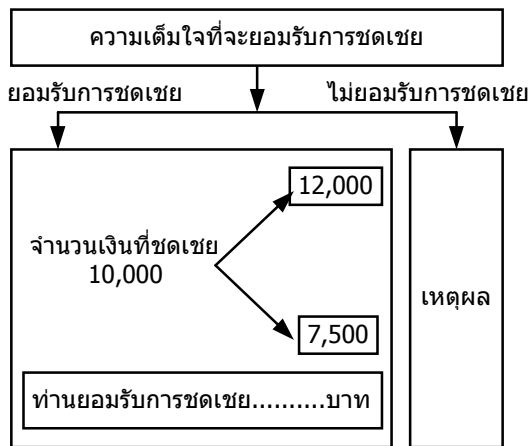 ความเต็มใจที่จะยอมรับการชดเชย
ยอมรับการชดเชย
ไม่ยอมรับการชดเชย
12,000
จำนวนเงินที่ชดเชย
10,000
7,500
ท่านยอมรับการชดเชย..........บาท
เหตุผล